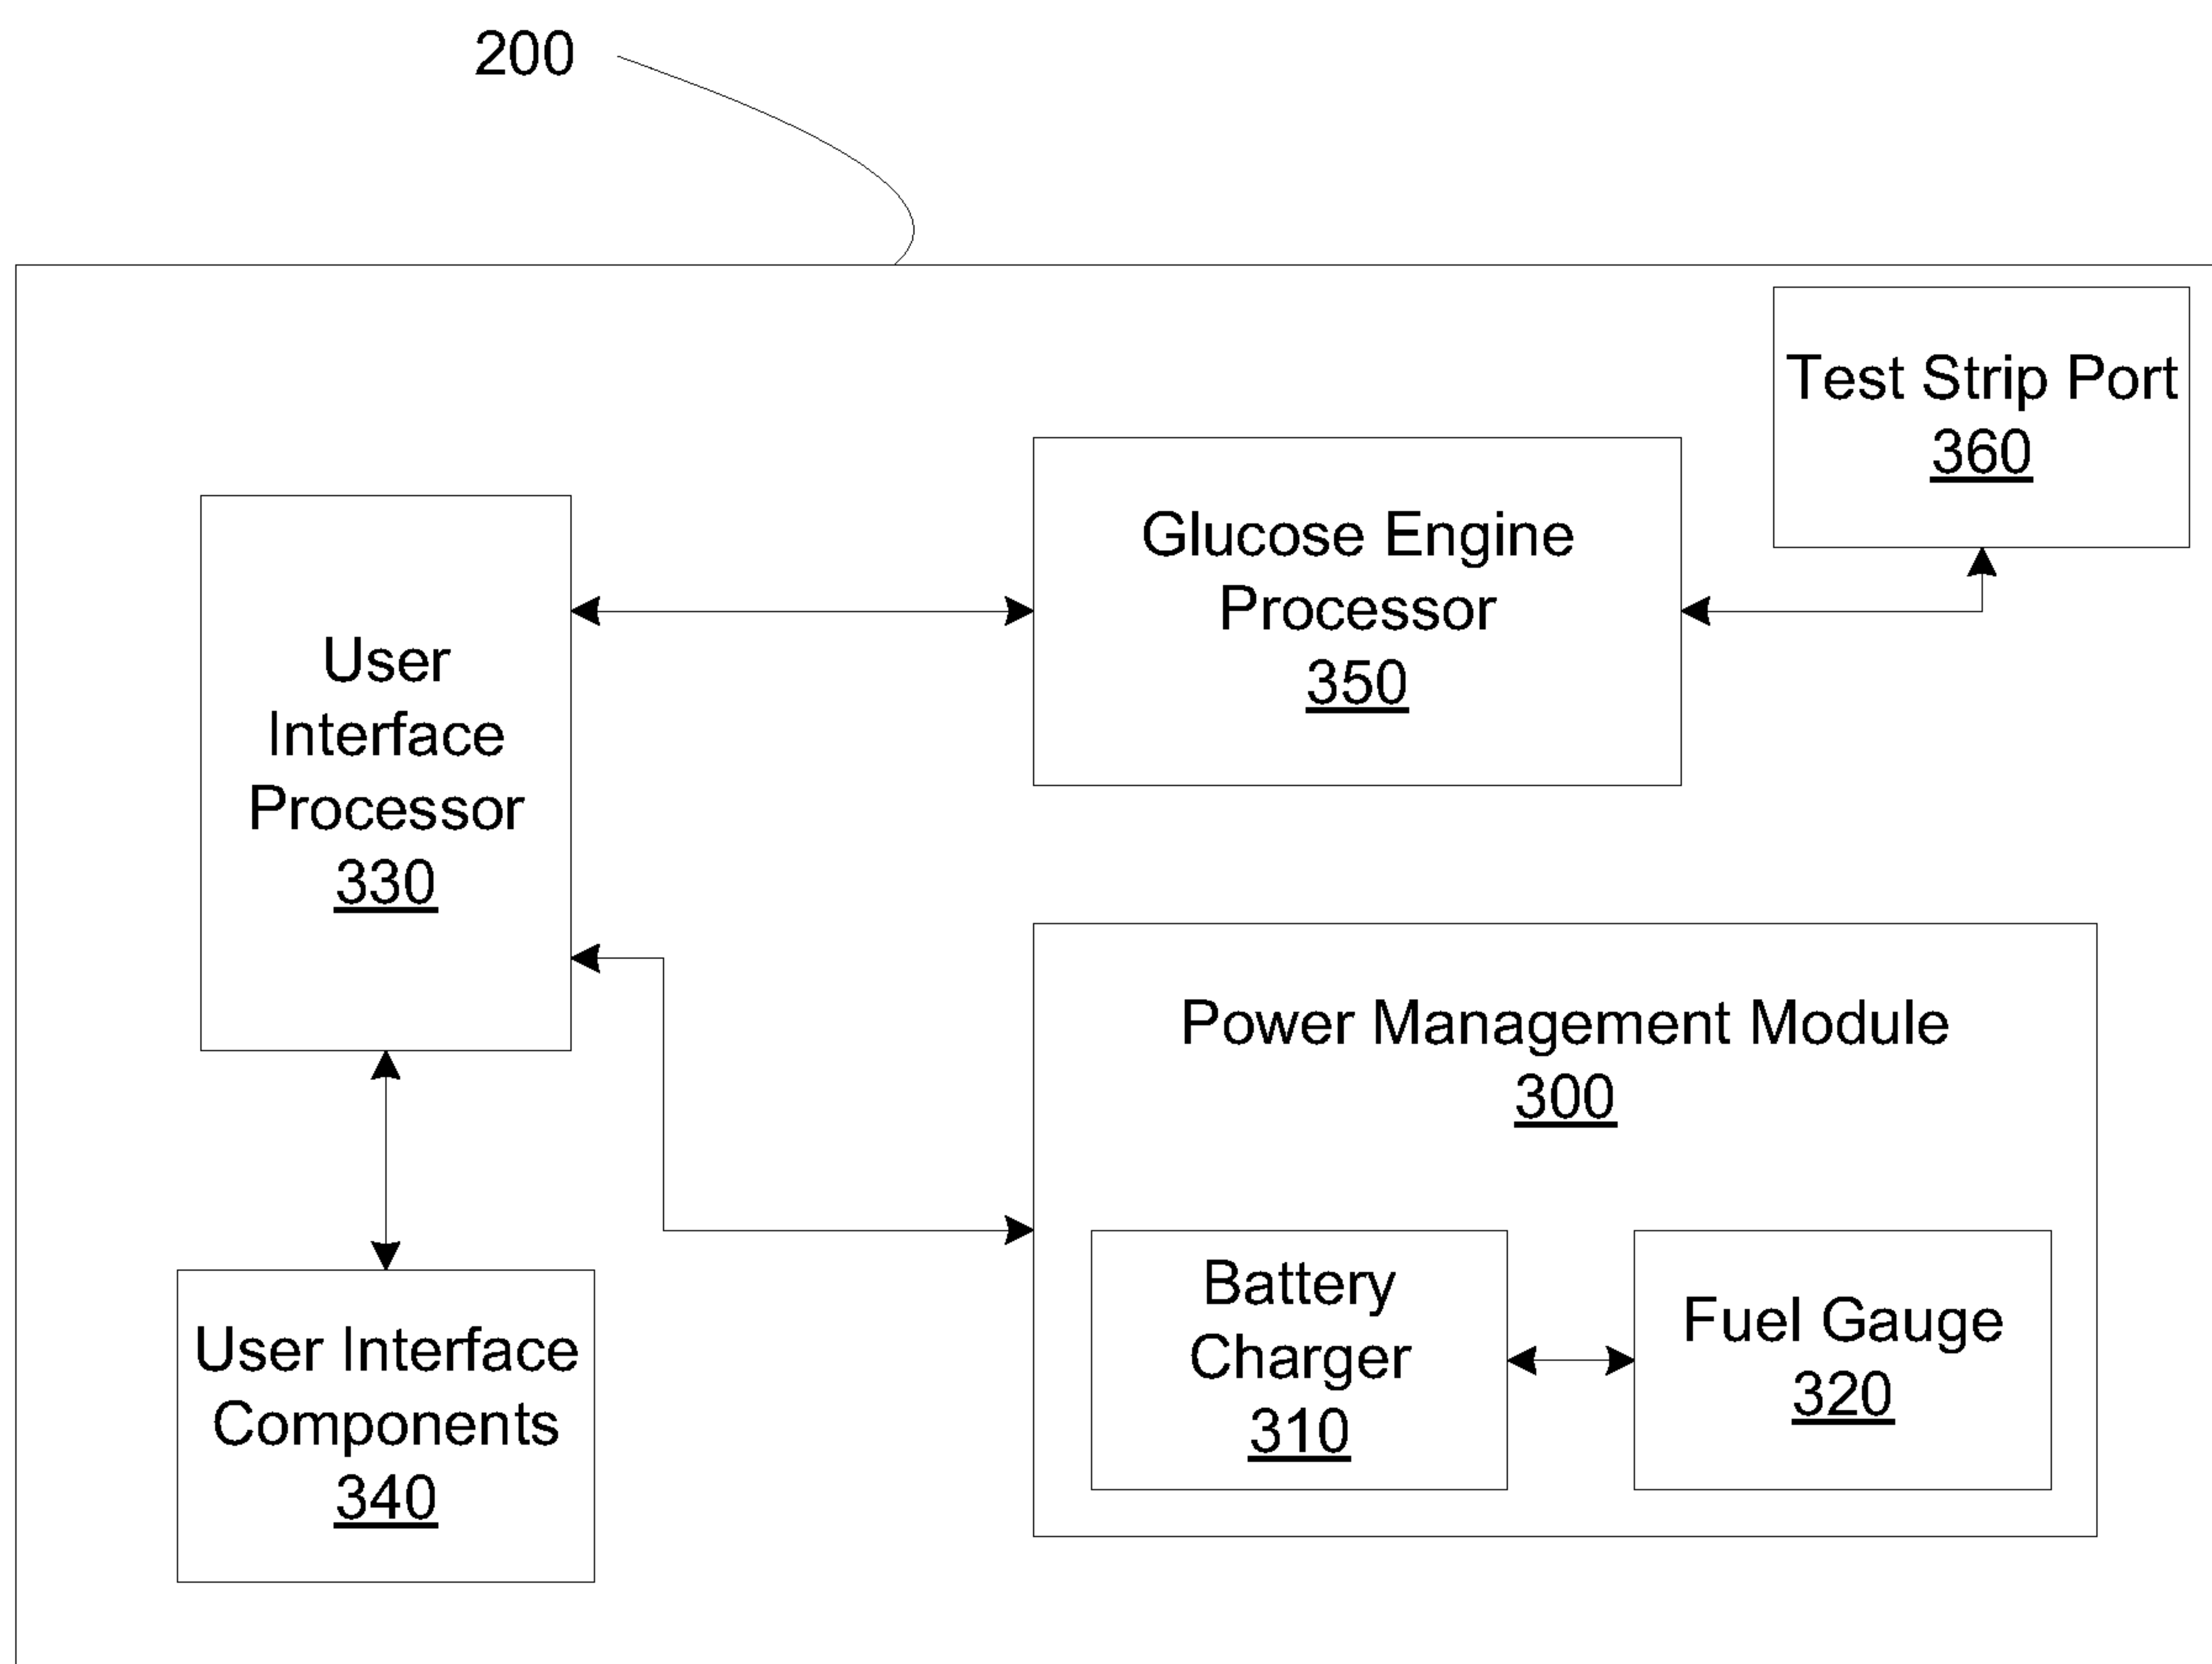 200
Test Strip Port
360
Glucose Engine
Processor
350
User
Interface
Processor
330
Power Management Module
300
Battery
Charger
310
Fuel Gauge
320
User Interface
Components
340